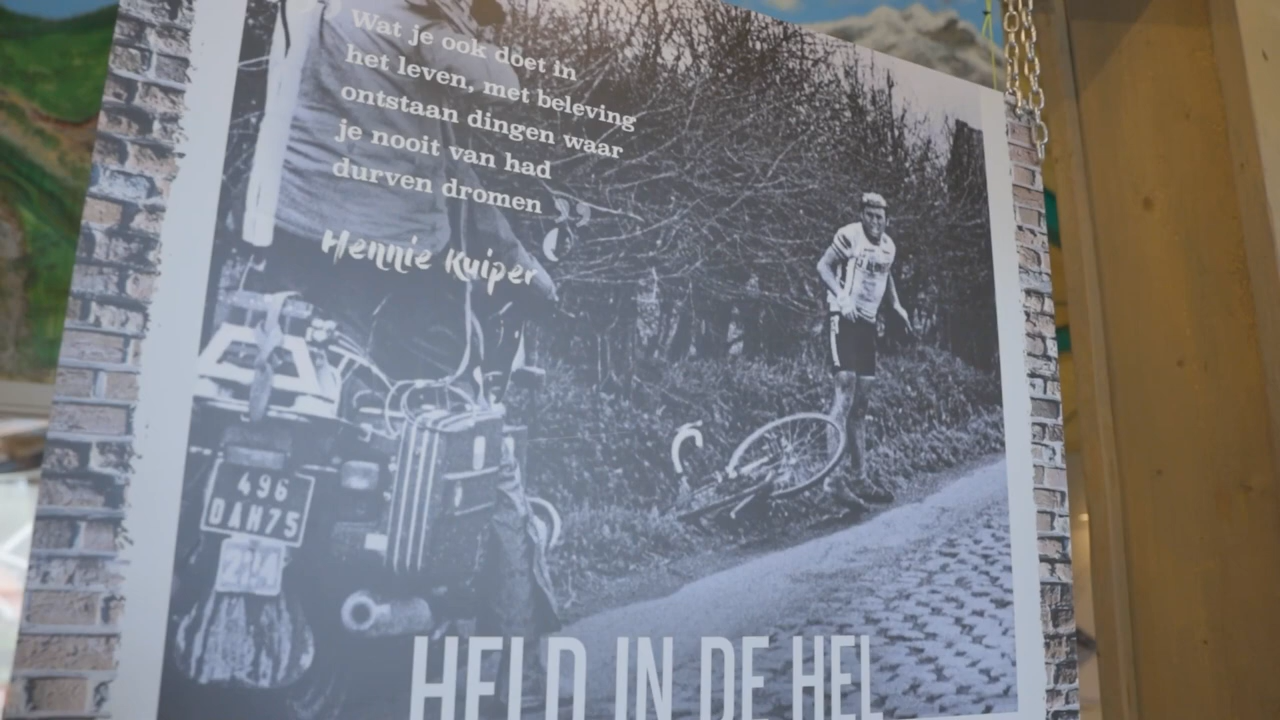 Wat je ook doet in
het leven, met beleving
ontstaan dingen waar
je nooit van had
durven dromen
Hennie Kuiper
496
DAH75
HELD IN DE HEL